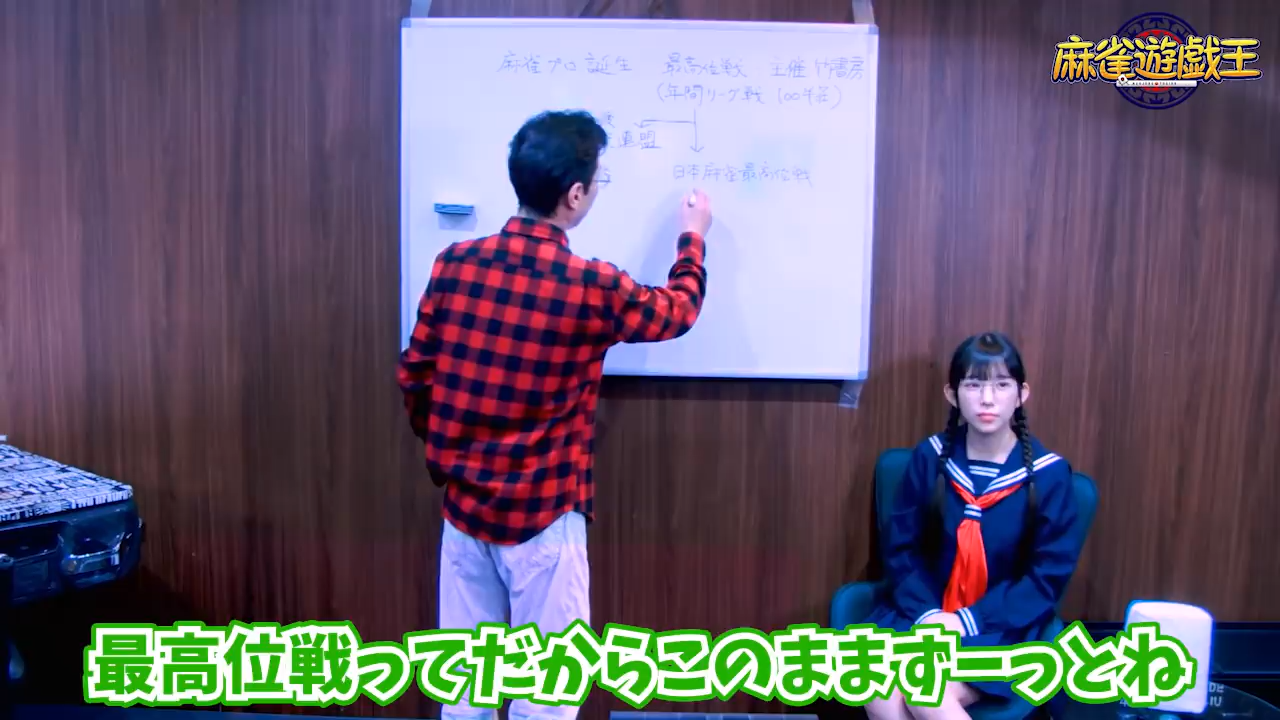 麻雀遊戯王
麻雀プロ誕生 最高位戦 主催 竹書房
(年間リーグ戦 100半荘)
連盟
日本麻雀最高位戦
最高位戦ってだからこのままずーっとね